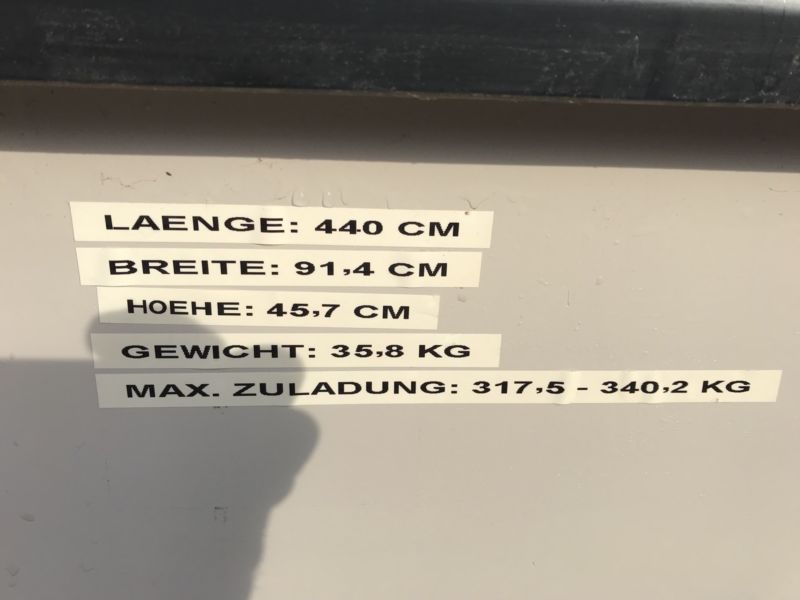 LAENGE: 440 CM
BREITE: 91,4 CM
HOEHE: 45,7 CM
GEWICHT: 35,8 KG
MAX. ZULADUNG: 317,5 - 340,2 KG